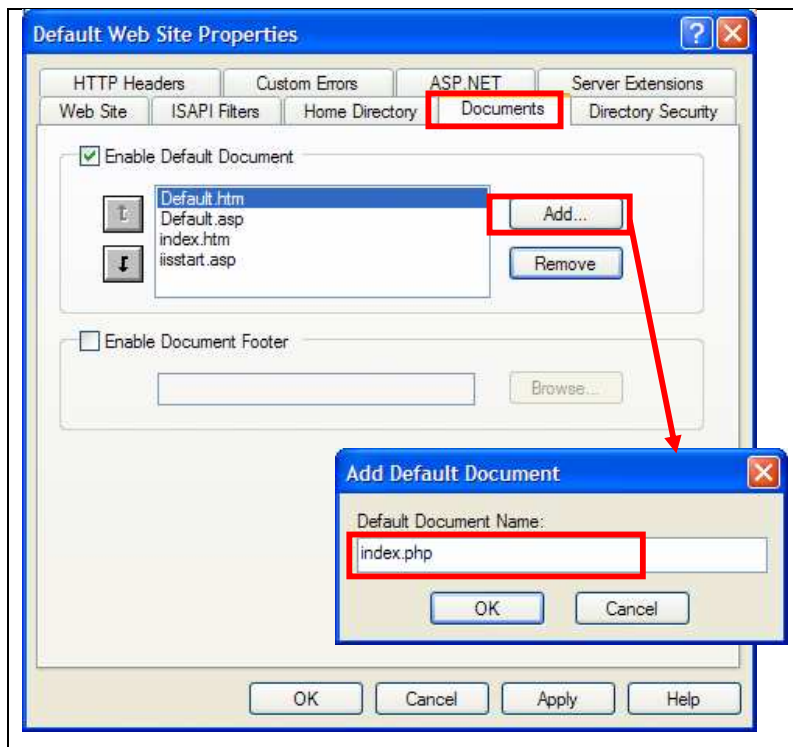 Default Web Site Properties
HTTP Headers Custom Errors ASP.NET Server Extensions
Web Site ISAPI Filters Home Directory Documents Directory Security
Enable Default Document
Default.htm
Default.asp
index.htm
iisstart.asp
Add...
Remove
Enable Document Footer
Browse...
Add Default Document
Default Document Name:
index.php
OK Cancel
OK Cancel Apply Help